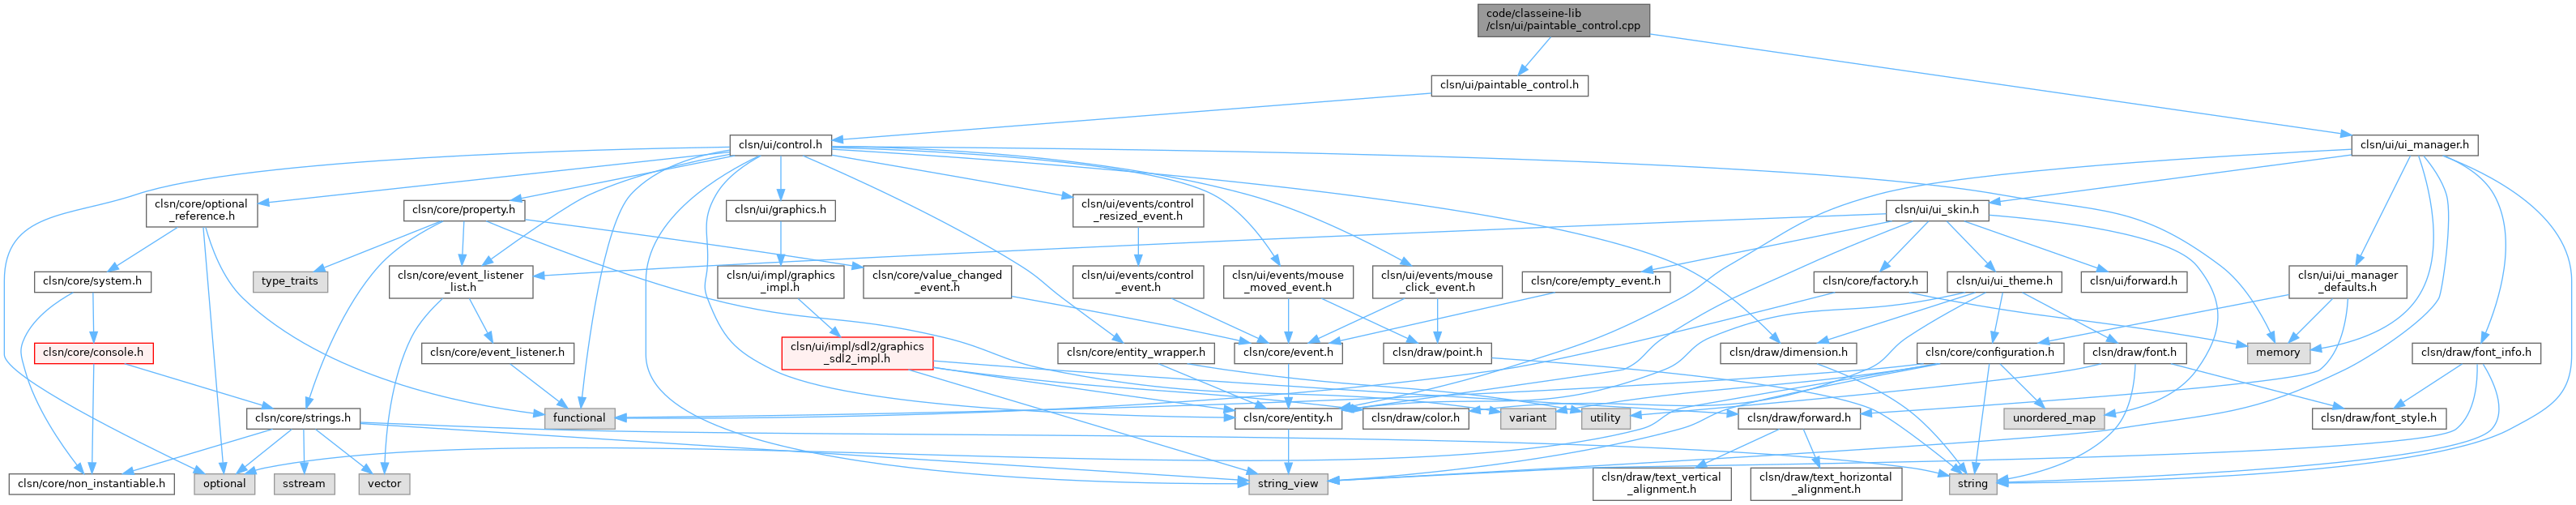 code/classeine-lib
/clsn/ui/paintable_control.cpp
clsn/ui/paintable_control.h
clsn/ui/control.h
clsn/ui/ui_manager.h
clsn/core/optional
_reference.h
clsn/core/property.h
clsn/ui/graphics.h
clsn/ui/events/control
_resized_event.h
clsn/ui/ui_skin.h
clsn/core/system.h
type_traits
clsn/core/event_listener
_list.h
clsn/core/value_changed
_event.h
clsn/ui/impl/graphics
_impl.h
clsn/ui/events/control
_event.h
clsn/ui/events/mouse
_moved_event.h
clsn/ui/events/mouse
_click_event.h
clsn/core/empty_event.h
clsn/core/factory.h
clsn/ui/ui_theme.h
clsn/ui/forward.h
clsn/ui/ui_manager
_defaults.h
clsn/core/console.h
clsn/core/event_listener.h
clsn/ui/impl/sdl2/graphics
_sdl2_impl.h
clsn/core/entity_wrapper.h
clsn/core/event.h
clsn/draw/point.h
clsn/draw/dimension.h
clsn/core/configuration.h
clsn/draw/font.h
memory
clsn/draw/font_info.h
clsn/core/strings.h
functional
clsn/core/entity.h
clsn/draw/color.h
variant
utility
clsn/draw/forward.h
unordered_map
clsn/draw/font_style.h
clsn/core/non_instantiable.h
optional
sstream
vector
string_view
clsn/draw/text_vertical
_alignment.h
clsn/draw/text_horizontal
_alignment.h
string